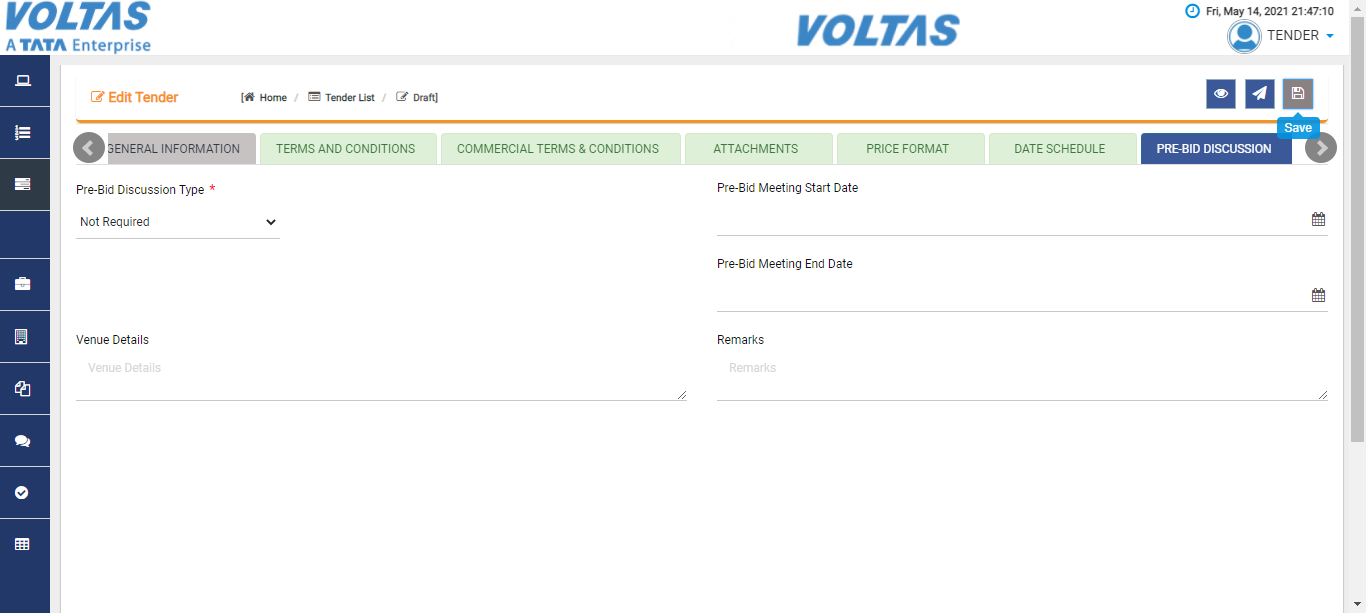 VOLTAS
A TATA Enterprise
VOLTAS
Fri, May 14, 2021 21:47:10
TENDER
Edit Tender
[ Home / Tender List / Draft]
Save
GENERAL INFORMATION
TERMS AND CONDITIONS
COMMERCIAL TERMS & CONDITIONS
ATTACHMENTS
PRICE FORMAT
DATE SCHEDULE
PRE-BID DISCUSSION
Pre-Bid Discussion Type *
Not Required
Pre-Bid Meeting Start Date
Pre-Bid Meeting End Date
Venue Details
Venue Details
Remarks
Remarks